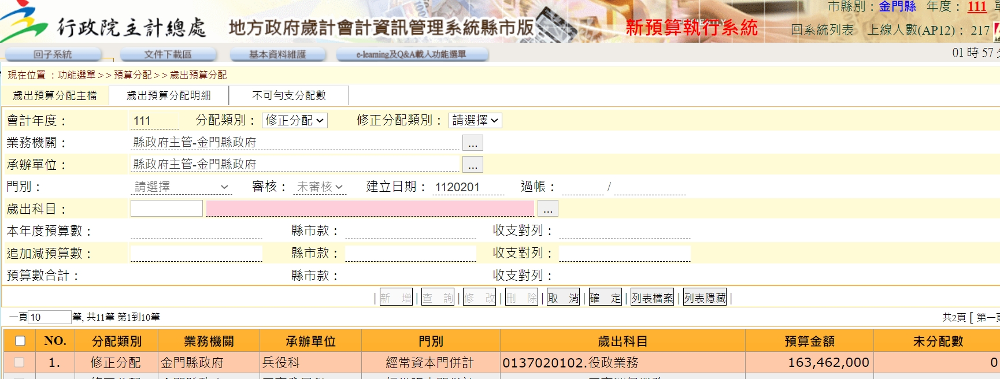 市縣別：金門縣 年度：111
行政院主計總處 地方政府歲計會計資訊管理系統縣市版 新預算執行系統 回系統列表 上線人數(AP12)：217
回子系統 文件下載區 基本資料維護 e-learning及Q&A載入功能選單 01 時 57
現在位置 ：功能選單>>預算分配>>歲出預算分配
歲出預算分配主檔 歲出預算分配明細 不可勻支分配數
會計年度： 111 分配類別： 修正分配 修正分配類別： 請選擇
業務機關： 縣政府主管-金門縣政府 ...
承辦單位： 縣政府主管-金門縣政府 ...
門別： 請選擇 審核： 未審核 建立日期： 1120201 過帳： /
歲出科目： ...
本年度預算數： 縣市款： 收支對列：
追加減預算數： 縣市款： 收支對列：
預算數合計： 縣市款： 收支對列：
| 新 增 | 查 詢 | 修 改 | 刪 除 | 取 消 | 確 定 | 列表檔案 | 列表隱藏 |
一頁 10 筆, 共11筆 第1到10筆 共2頁 [ 第一頁
NO. 分配類別 業務機關 承辦單位 門別 歲出科目 預算金額 未分配數
1. 修正分配 金門縣政府 兵役科 經常資本門併計 0137020102.役政業務 163,462,000 0